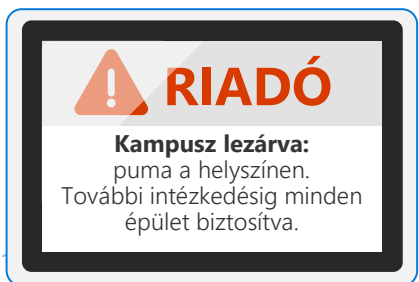 RIADÓ
Kampusz lezárva:
puma a helyszínen.
További intézkedésig minden
épület biztosítva.